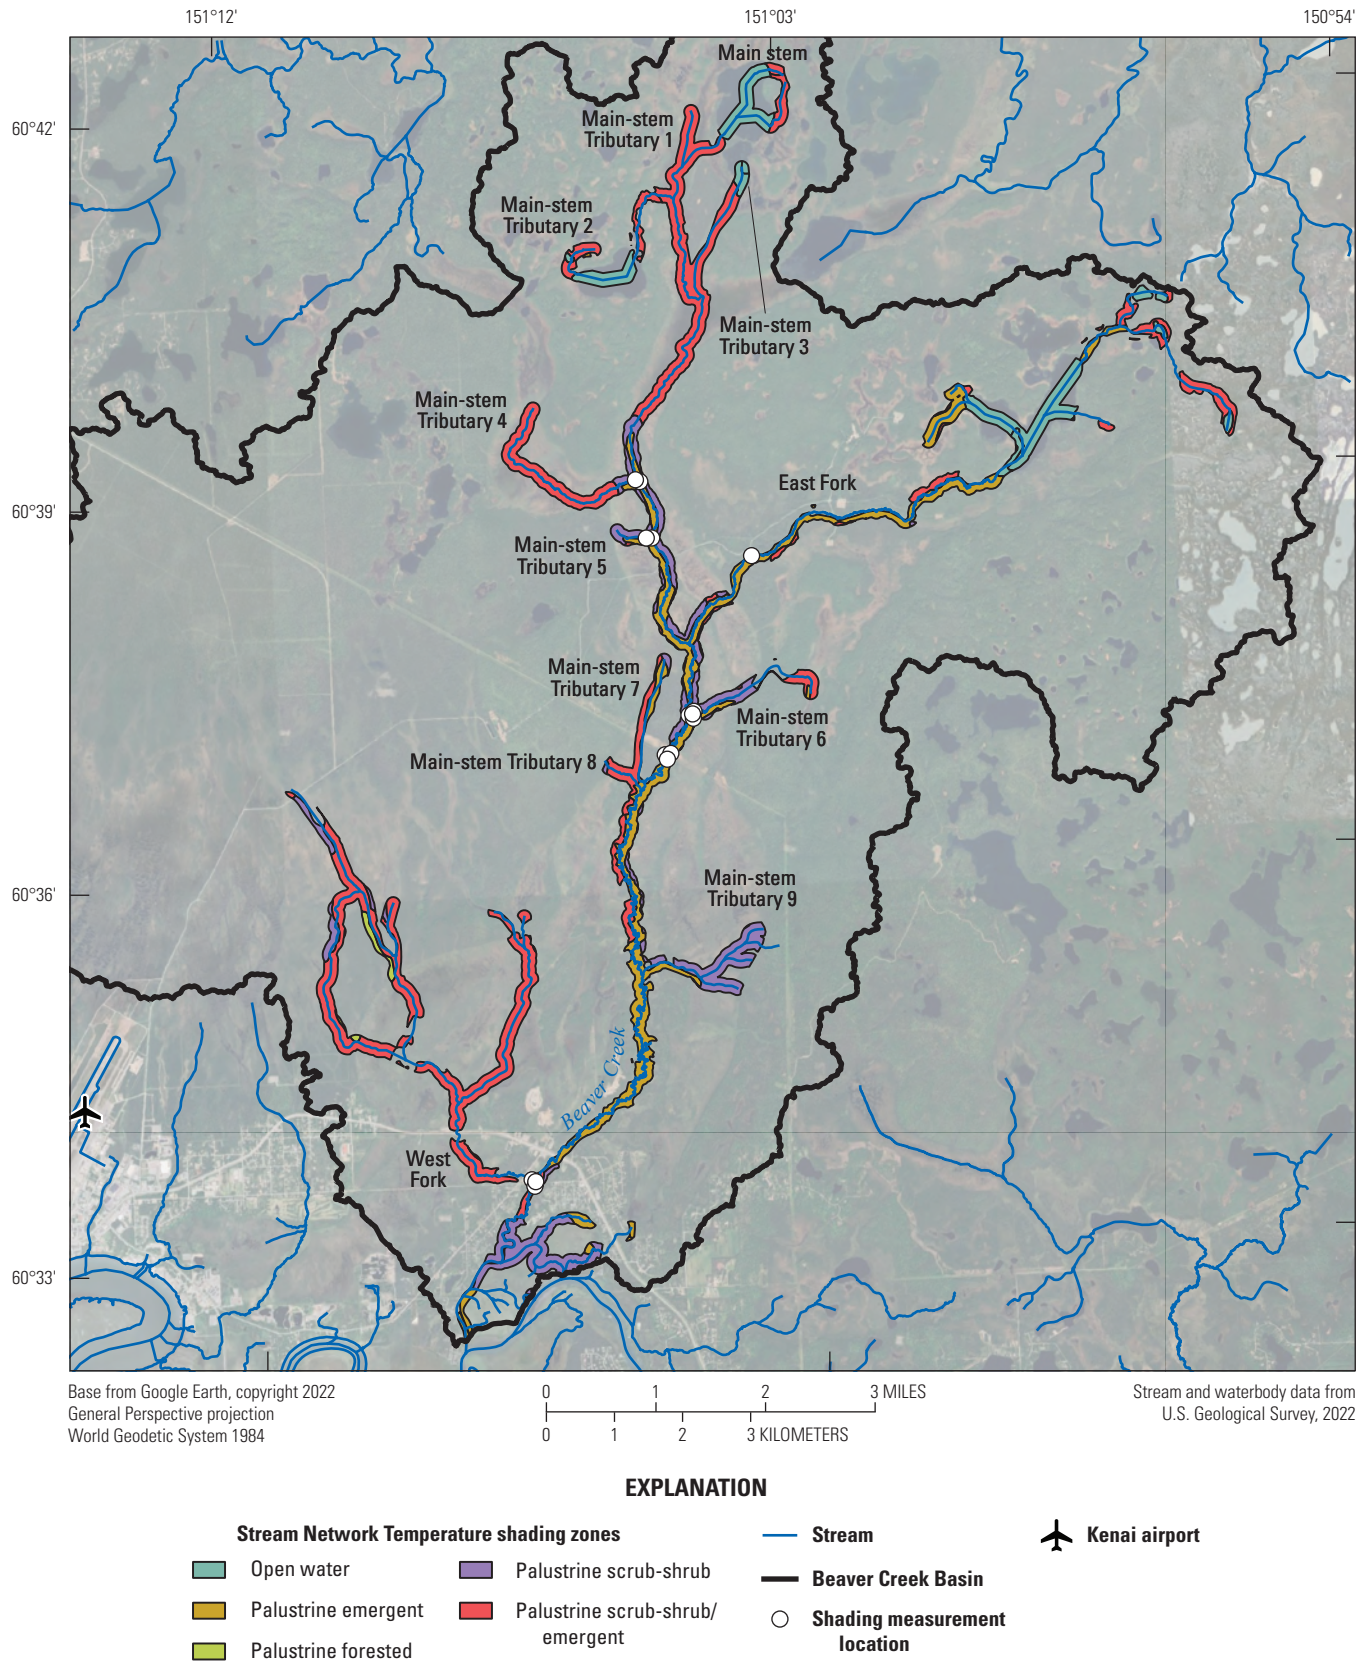 151°12'
151°03'
150°54'
Main stem
60°42'
Main-stem
Tributary 1
Main-stem
Tributary 2
Main-stem
Tributary 3
Main-stem
Tributary 4
East Fork
60°39'
Main-stem
Tributary 5
Main-stem
Tributary 7
Main-stem
Tributary 6
Main-stem Tributary 8
60°36'
Main-stem
Tributary 9
Beaver Creek
West
Fork
60°33'
Base from Google Earth, copyright 2022
General Perspective projection
World Geodetic System 1984
0 1 2 3 MILES
0 1 2 3 KILOMETERS
Stream and waterbody data from
U.S. Geological Survey, 2022
EXPLANATION
Stream Network Temperature shading zones
Open water
Palustrine emergent
Palustrine forested
Palustrine scrub-shrub
Palustrine scrub-shrub/
emergent
Stream
Beaver Creek Basin
Shading measurement
location
Kenai airport